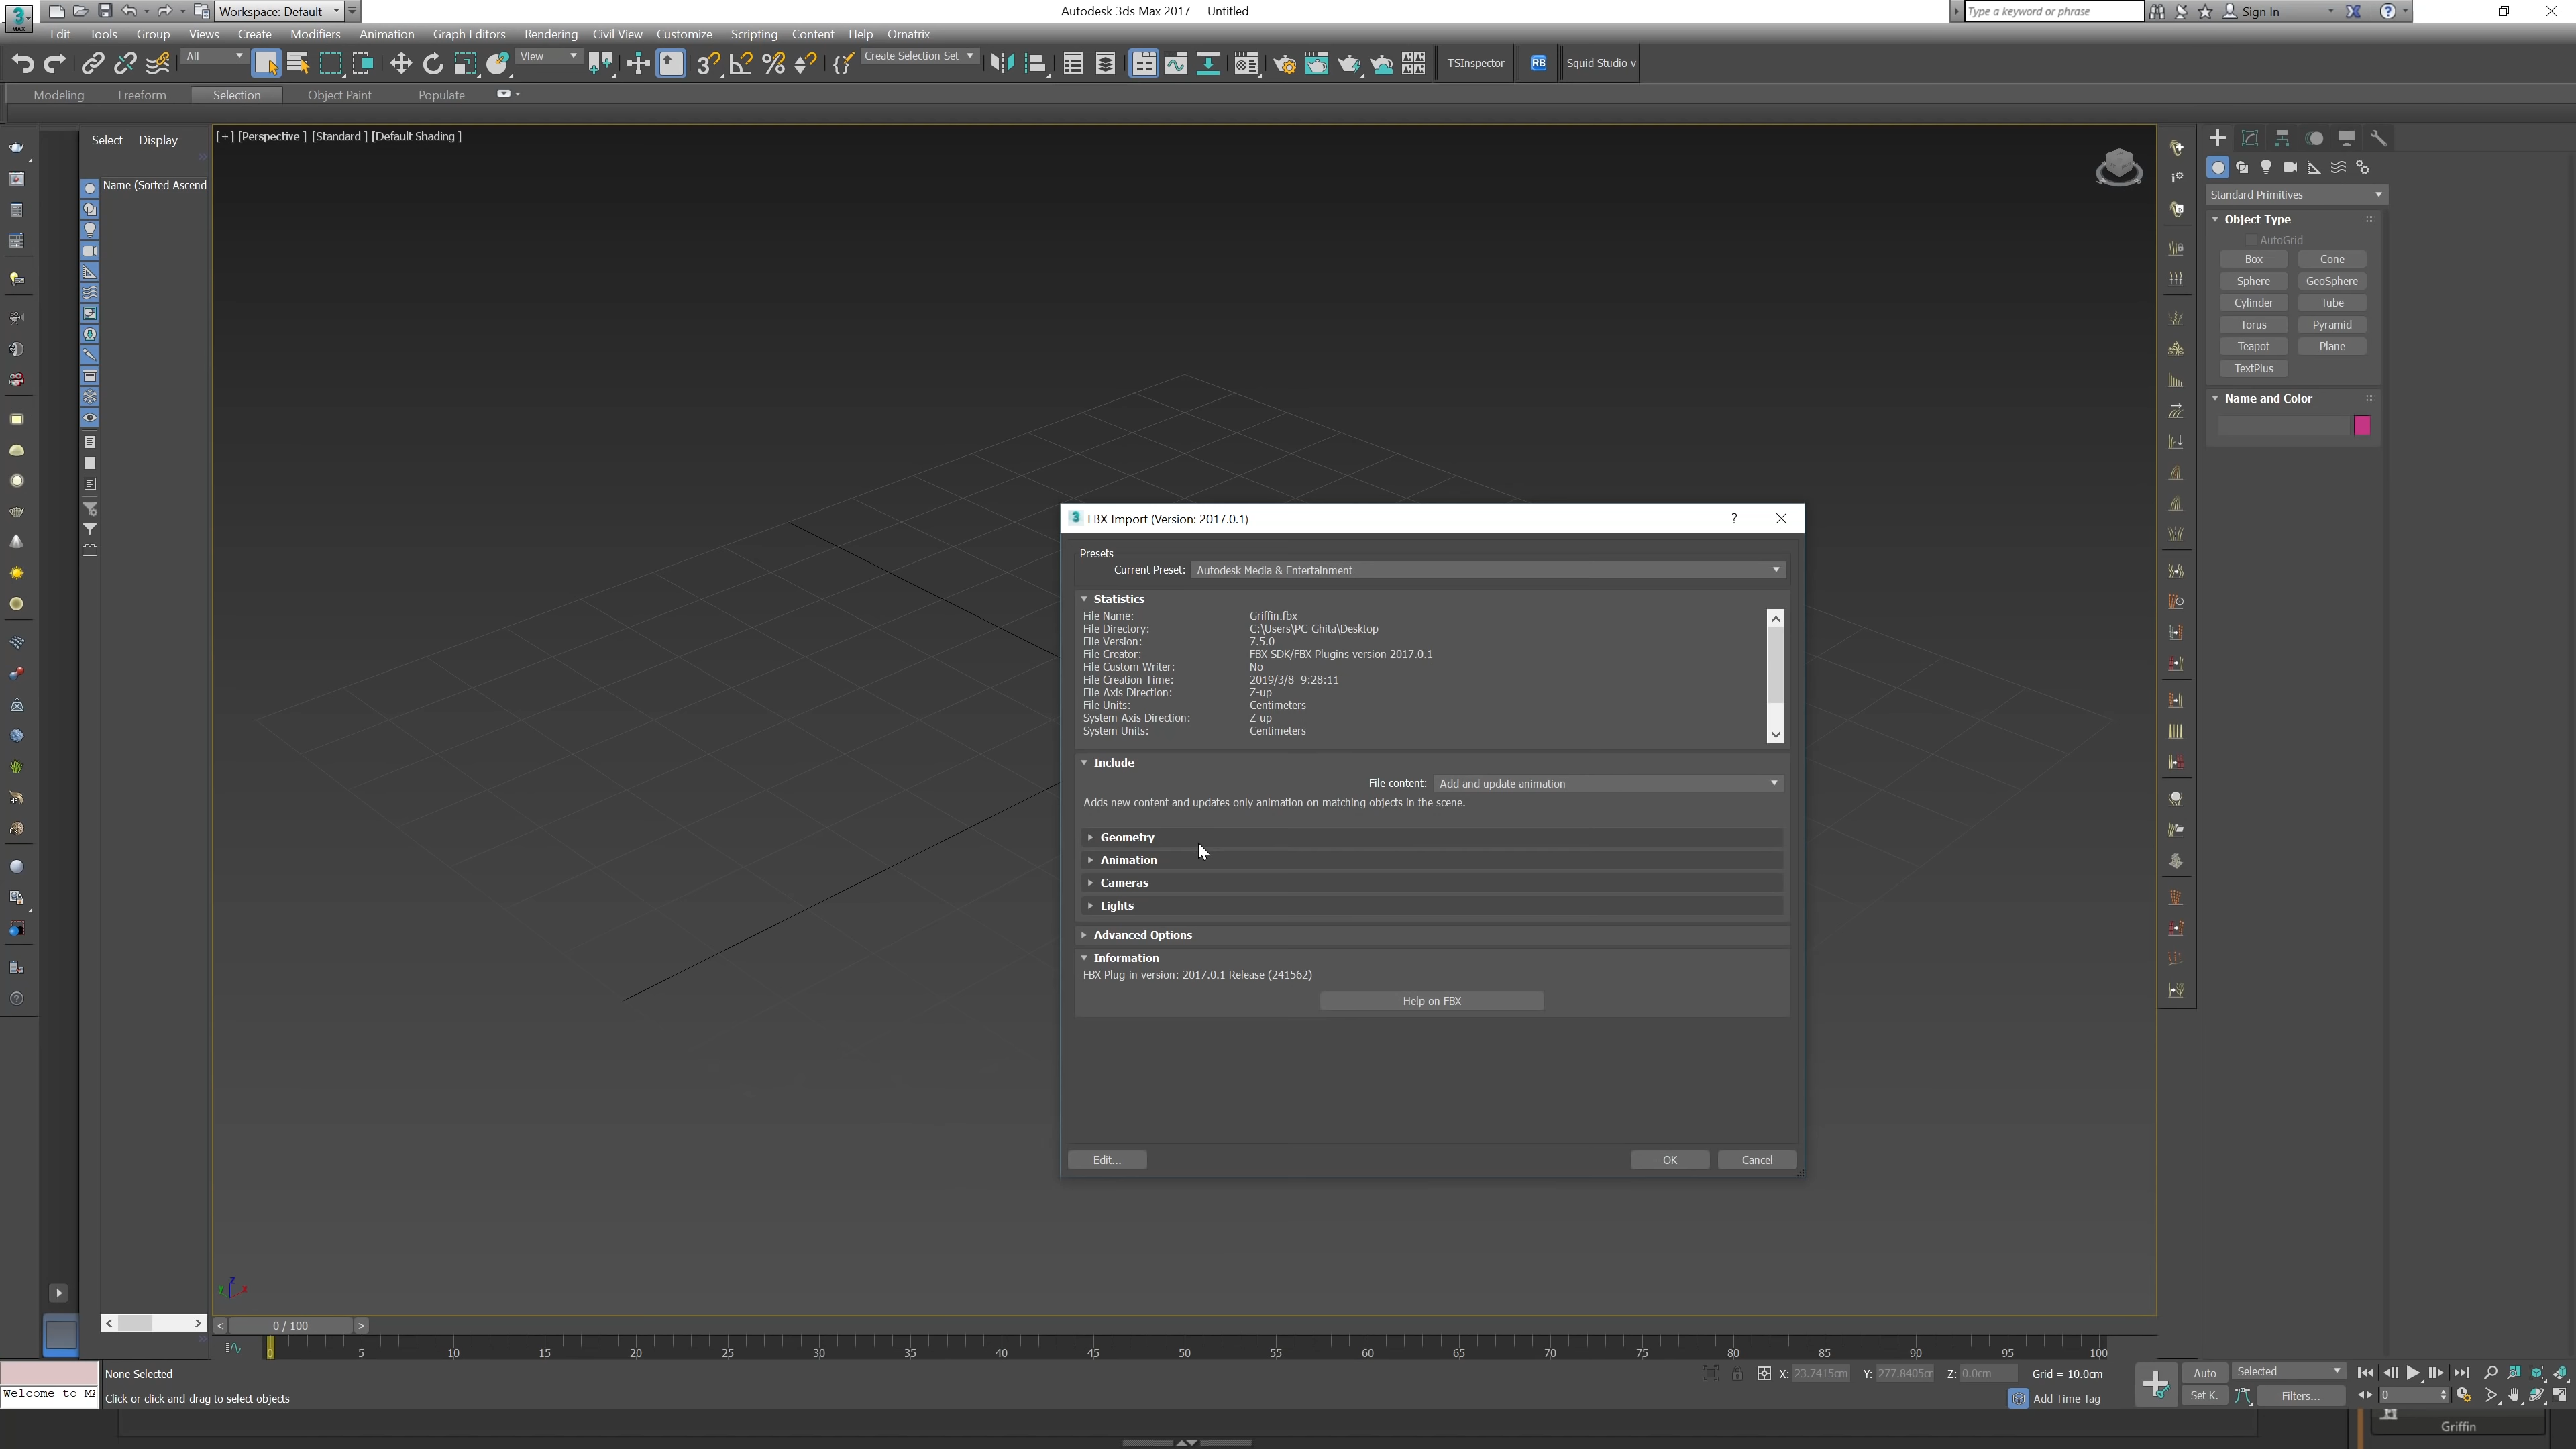 3
MAX
Workspace: Default
Autodesk 3ds Max 2017 Untitled
Type a keyword or phrase
Sign In
Edit Tools Group Views Create Modifiers Animation Graph Editors Rendering Civil View Customize Scripting Content Help Ornatrix
All
View
Create Selection Set
TSInspector
RB
Squid Studio v
Modeling Freeform Selection Object Paint Populate
Select Display
Name (Sorted Ascend
[+] [Perspective ] [Standard ] [Default Shading ]
Standard Primitives
Object Type
AutoGrid
Box Cone
Sphere GeoSphere
Cylinder Tube
Torus Pyramid
Teapot Plane
TextPlus
Name and Color
3 FBX Import (Version: 2017.0.1) ?
Presets
Current Preset: Autodesk Media & Entertainment
Statistics
File Name: Griffin.fbx
File Directory: C:\Users\PC-Ghita\Desktop
File Version: 7.5.0
File Creator: FBX SDK/FBX Plugins version 2017.0.1
File Custom Writer: No
File Creation Time: 2019/3/8 9:28:11
File Axis Direction: Z-up
File Units: Centimeters
System Axis Direction: Z-up
System Units: Centimeters
Include
File content: Add and update animation
Adds new content and updates only animation on matching objects in the scene.
Geometry
Animation
Cameras
Lights
Advanced Options
Information
FBX Plug-in version: 2017.0.1 Release (241562)
Help on FBX
Edit...
OK
Cancel
z
y
x
< 0 / 100 >
0 5 10 15 20 25 30 35 40 45 50 55 60 65 70 75 80 85 90 95 100
None Selected
X: 23.7415cm Y: 277.8405cm Z: 0.0cm Grid = 10.0cm
Auto Selected
Welcome to MA
Click or click-and-drag to select objects
Add Time Tag
Set K. Filters...
0
Griffin